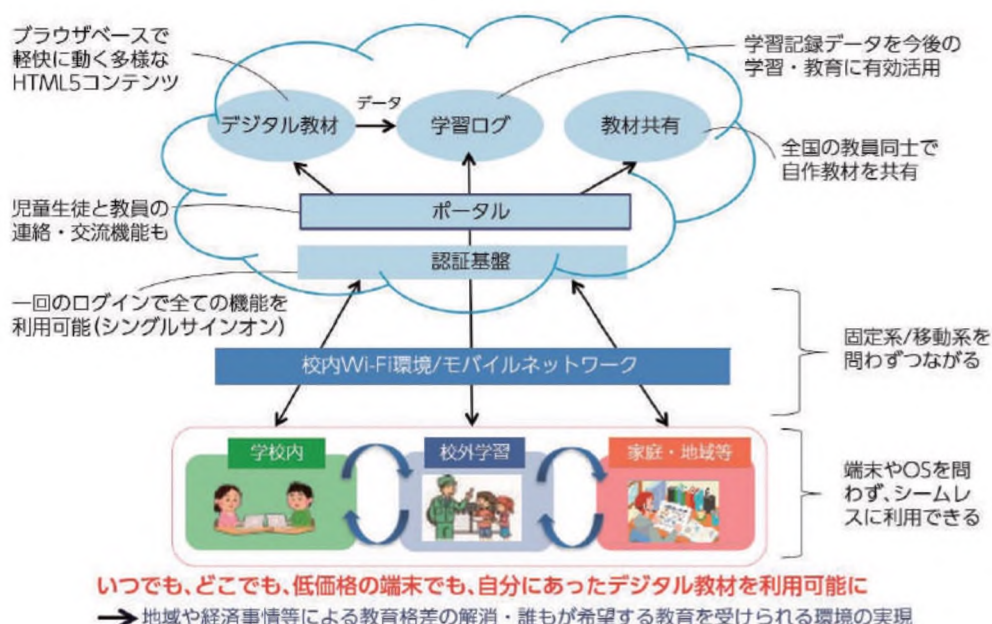 ブラウザベースで
軽快に動く多様な
HTML5コンテンツ
学習記録データを今後の
学習・教育に有効活用
データ
デジタル教材
学習ログ
教材共有
全国の教員同士で
自作教材を共有
児童生徒と教員の
連絡・交流機能も
ポータル
認証基盤
一回のログインで全ての機能を
利用可能(シングルサインオン)
固定系/移動系を
問わずつながる
校内Wi-Fi環境/モバイルネットワーク
学校内
校外学習
家庭・地域等
端末やOSを問
わず、シームレ
スに利用できる
いつでも、どこでも、低価格の端末でも、自分にあったデジタル教材を利用可能に
→地域や経済事情等による教育格差の解消・誰もが希望する教育を受けられる環境の実現